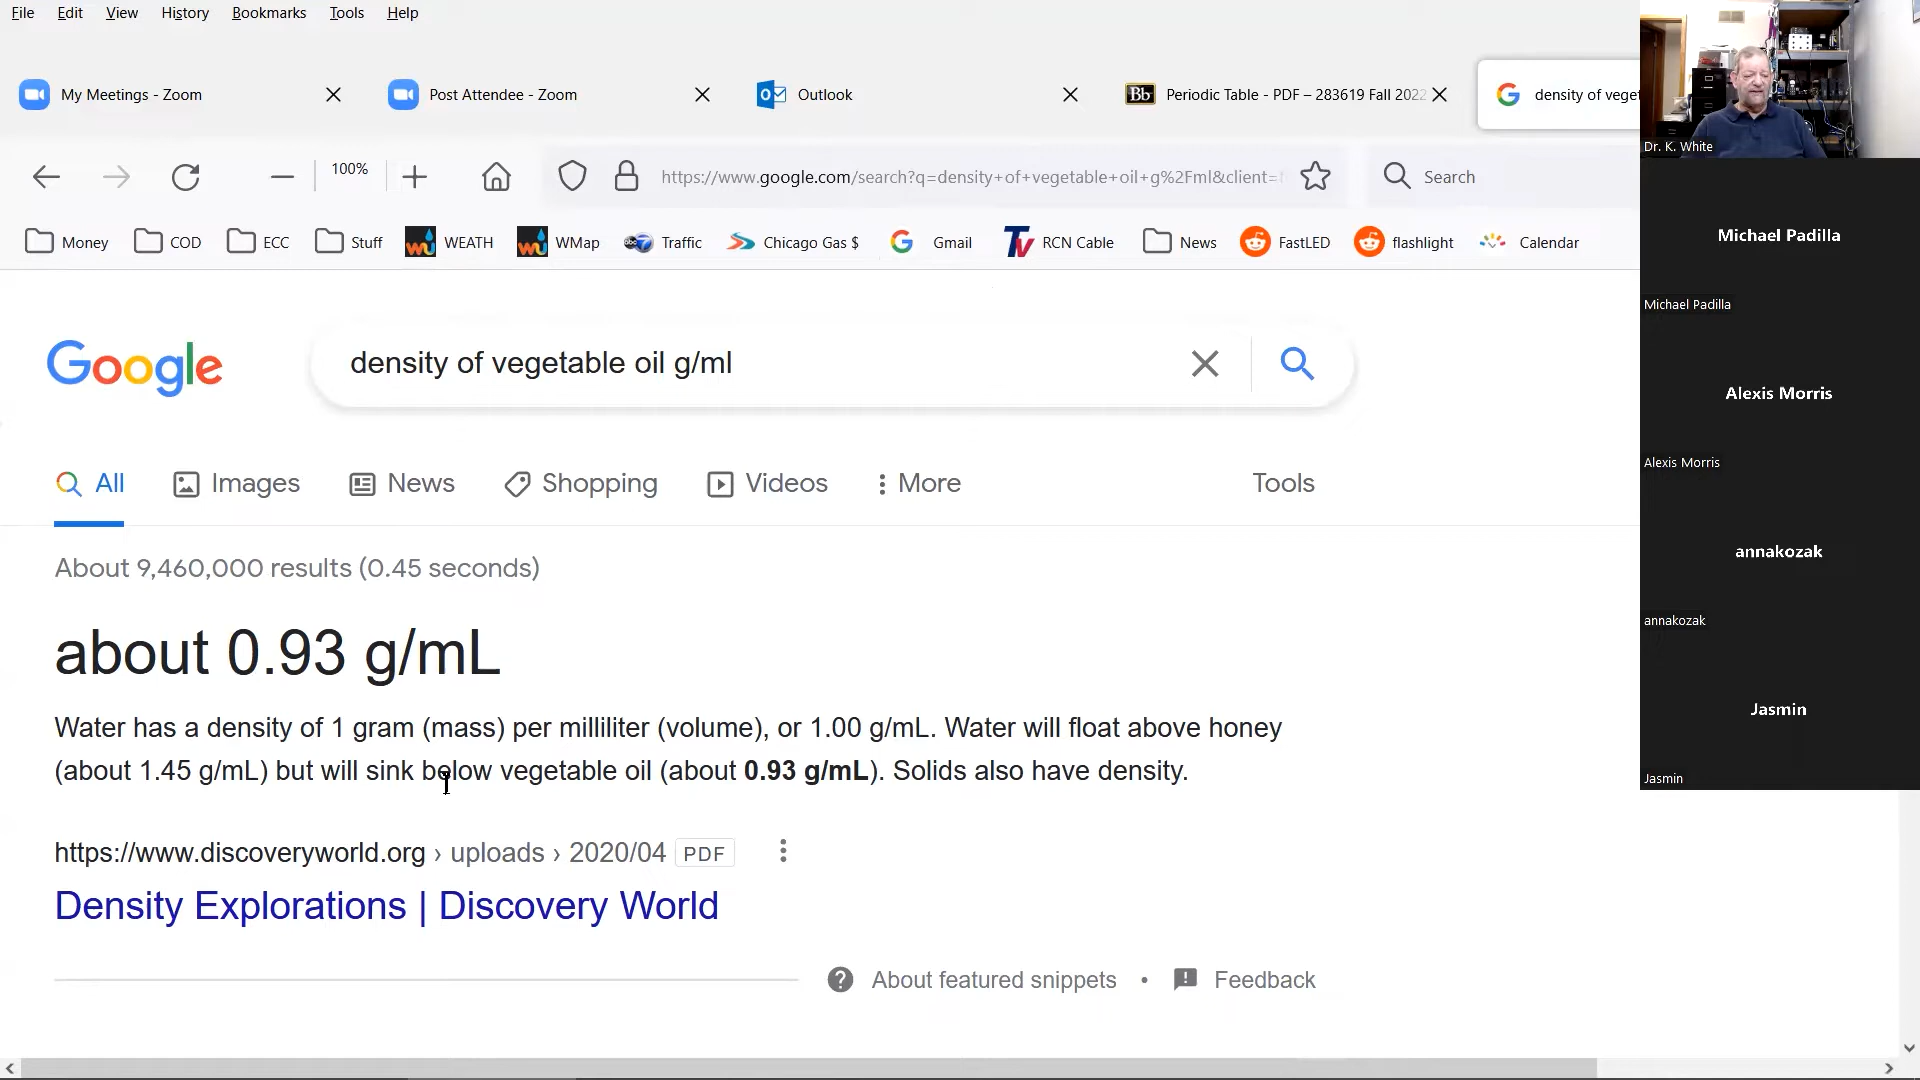 File Edit View History Bookmarks Tools Help
My Meetings - Zoom
Post Attendee - Zoom
Outlook
Bb Periodic Table - PDF – 283619 Fall 2022
density of veget
100%
https://www.google.com/search?q=density+of+vegetable+oil+g%2Fml&client=
Search
Money COD ECC Stuff WEATH WMap Traffic Chicago Gas $ Gmail TV RCN Cable News FastLED flashlight Calendar
Google
density of vegetable oil g/ml
All Images News Shopping Videos More Tools
About 9,460,000 results (0.45 seconds)
about 0.93 g/mL
Water has a density of 1 gram (mass) per milliliter (volume), or 1.00 g/mL. Water will float above honey
(about 1.45 g/mL) but will sink below vegetable oil (about 0.93 g/mL). Solids also have density.
https://www.discoveryworld.org › uploads › 2020/04 PDF
Density Explorations | Discovery World
About featured snippets • Feedback
Dr. K. White
Michael Padilla
Michael Padilla
Alexis Morris
Alexis Morris
annakozak
annakozak
Jasmin
Jasmin